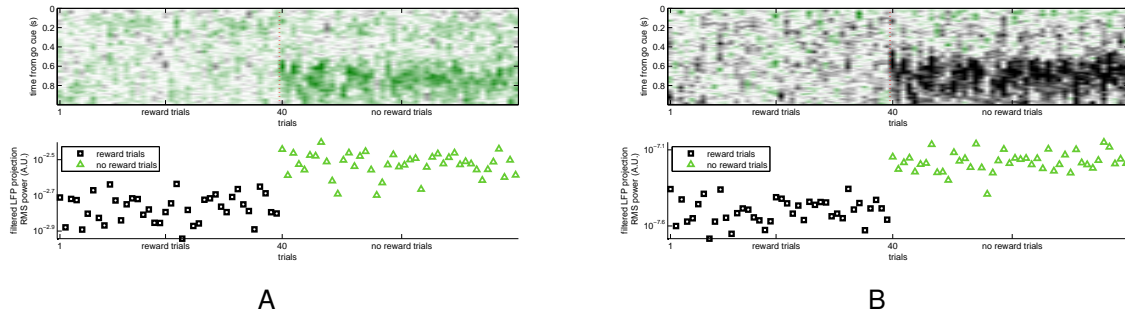 time from go cue (s)
0
0.2
0.4
0.6
0.8
1
reward trials
40
no reward trials
trials
filtered LFP projection
RMS power (A.U.)
10^-2.5
10^-2.7
10^-2.9
reward trials
no reward trials
1
reward trials
40
no reward trials
trials
A
time from go cue (s)
0
0.2
0.4
0.6
0.8
1
reward trials
40
no reward trials
trials
filtered LFP projection
RMS power (A.U.)
10^-7.1
10^-7.6
reward trials
no reward trials
1
reward trials
40
no reward trials
trials
B